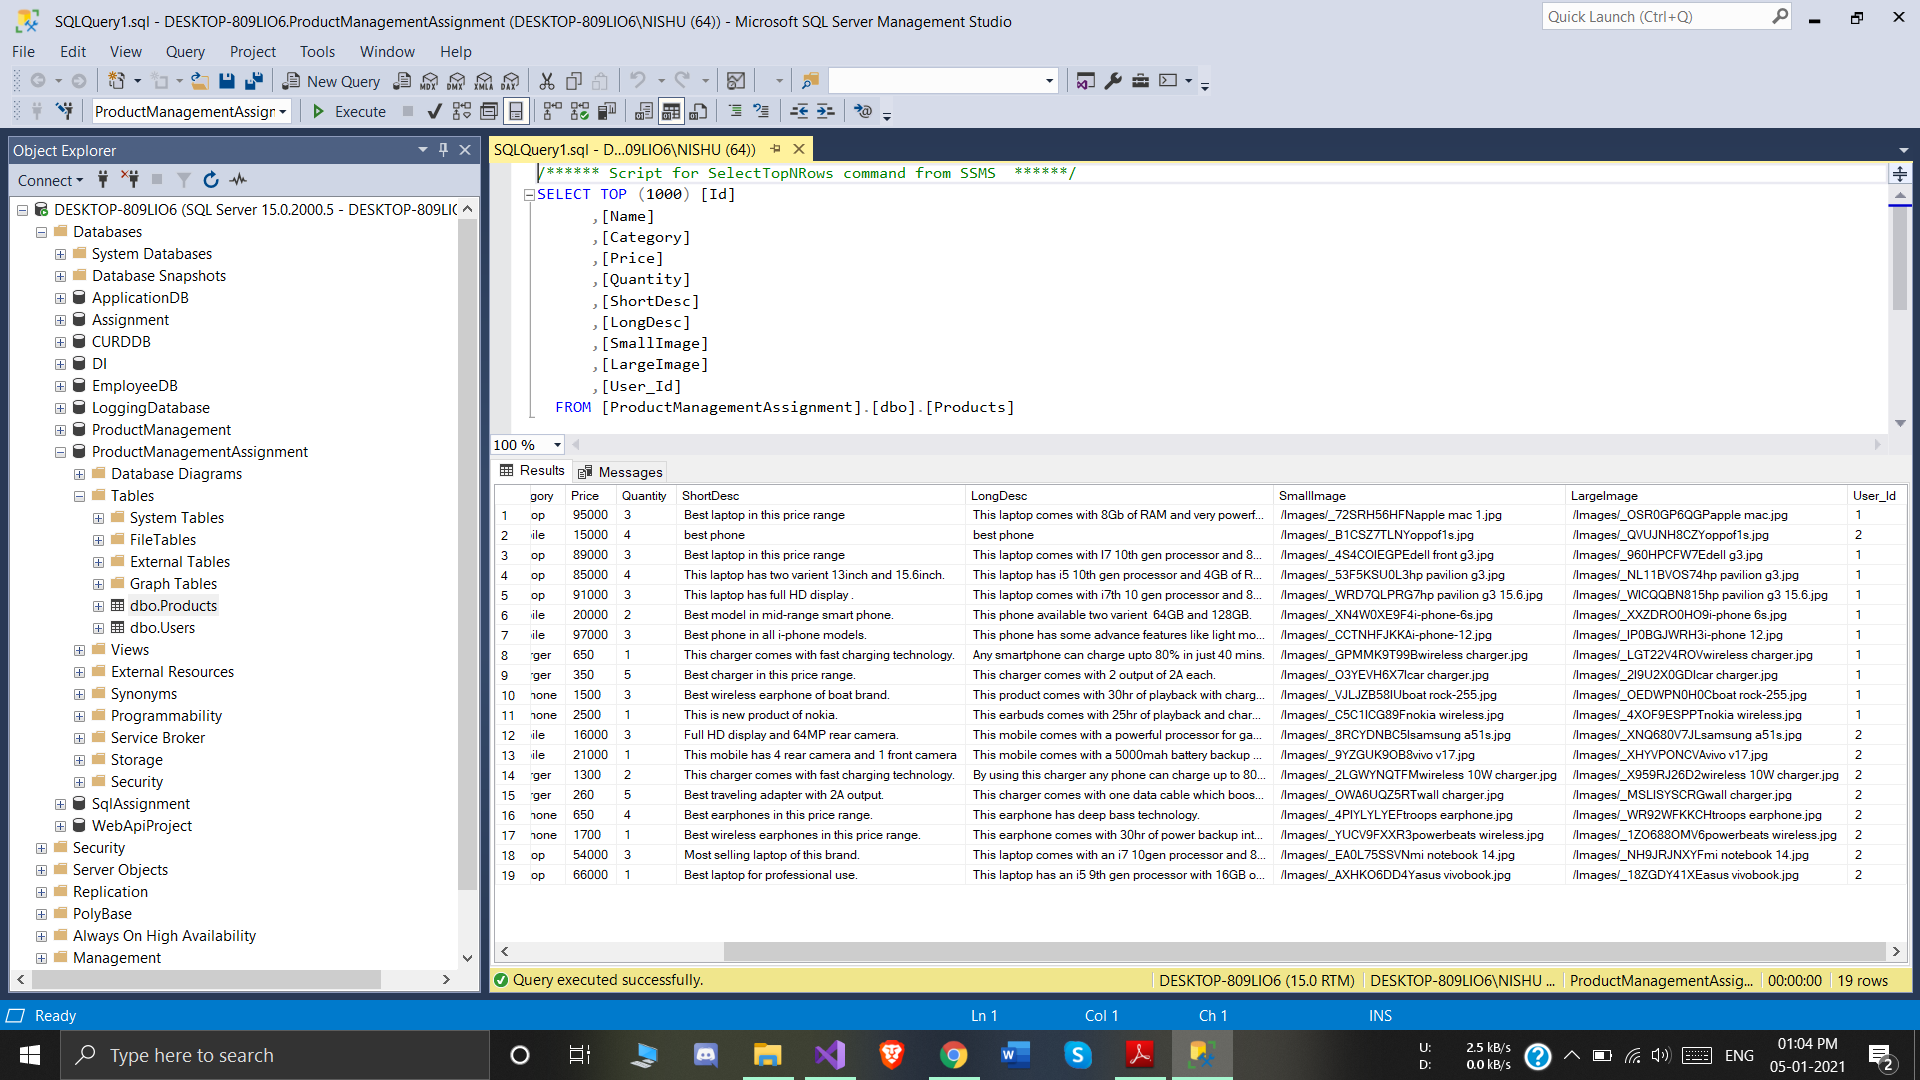 SQLQuery1.sql - DESKTOP-809LIO6.ProductManagementAssignment (DESKTOP-809LIO6\NISHU (64)) - Microsoft SQL Server Management Studio
Quick Launch (Ctrl+Q)
File Edit View Query Project Tools Window Help
New Query
MDX DMX XMLA DAX
ProductManagementAssign
Execute
Object Explorer
Connect
DESKTOP-809LIO6 (SQL Server 15.0.2000.5 - DESKTOP-809LIO
Databases
System Databases
Database Snapshots
ApplicationDB
Assignment
CURDDB
DI
EmployeeDB
LoggingDatabase
ProductManagement
ProductManagementAssignment
Database Diagrams
Tables
System Tables
FileTables
External Tables
Graph Tables
dbo.Products
dbo.Users
Views
External Resources
Synonyms
Programmability
Service Broker
Storage
Security
SqlAssignment
WebApiProject
Security
Server Objects
Replication
PolyBase
Always On High Availability
Management
SQLQuery1.sql - D...09LIO6\NISHU (64))
/****** Script for SelectTopNRows command from SSMS ******/
SELECT TOP (1000) [Id]
,[Name]
,[Category]
,[Price]
,[Quantity]
,[ShortDesc]
,[LongDesc]
,[SmallImage]
,[LargeImage]
,[User_Id]
FROM [ProductManagementAssignment].[dbo].[Products]
100 %
Results Messages
gory Price Quantity ShortDesc LongDesc SmallImage LargeImage User_Id
1 op 95000 3 Best laptop in this price range This laptop comes with 8Gb of RAM and very powerf... /Images/_72SRH56HFNapple mac 1.jpg /Images/_OSR0GP6QGPapple mac.jpg 1
2 ile 15000 4 best phone best phone /Images/_B1CSZ7TLNYoppof1s.jpg /Images/_QVUJNH8CZYoppof1s.jpg 2
3 op 89000 3 Best laptop in this price range This laptop comes with I7 10th gen processor and 8... /Images/_4S4COIEGPEdell front g3.jpg /Images/_960HPCFW7Edell g3.jpg 1
4 op 85000 4 This laptop has two varient 13inch and 15.6inch. This laptop has i5 10th gen processor and 4GB of R... /Images/_53F5KSU0L3hp pavilion g3.jpg /Images/_NL11BVOS74hp pavilion g3.jpg 1
5 op 91000 3 This laptop has full HD display . This laptop comes with i7th 10 gen processor and 8... /Images/_WRD7QLPRG7hp pavilion g3 15.6.jpg /Images/_WICQQBN815hp pavilion g3 15.6.jpg 1
6 ile 20000 2 Best model in mid-range smart phone. This phone available two varient 64GB and 128GB. /Images/_XN4W0XE9F4i-phone-6s.jpg /Images/_XXZDRO0HO9i-phone 6s.jpg 1
7 ile 97000 3 Best phone in all i-phone models. This phone has some advance features like light mo... /Images/_CCTNHFJKKAi-phone-12.jpg /Images/_IP0BGJWRH3i-phone 12.jpg 1
8 rger 650 1 This charger comes with fast charging technology. Any smartphone can charge upto 80% in just 40 mins. /Images/_GPMMK9T99Bwireless charger.jpg /Images/_LGT22V4ROVwireless charger.jpg 1
9 rger 350 5 Best charger in this price range. This charger comes with 2 output of 2A each. /Images/_O3YEVH6X7Icar charger.jpg /Images/_2I9U2X0GDIcar charger.jpg 1
10 hone 1500 3 Best wireless earphone of boat brand. This product comes with 30hr of playback with charg... /Images/_VJLJZB58IUboat rock-255.jpg /Images/_OEDWPN0H0Cboat rock-255.jpg 1
11 hone 2500 1 This is new product of nokia. This earbuds comes with 25hr of playback and char... /Images/_C5C1ICG89Fnokia wireless.jpg /Images/_4XOF9ESPPTnokia wireless.jpg 1
12 ile 16000 3 Full HD display and 64MP rear camera. This mobile comes with a powerful processor for ga... /Images/_8RCYDNBC5Isamsung a51s.jpg /Images/_XNQ680V7JLsamsung a51s.jpg 2
13 ile 21000 1 This mobile has 4 rear camera and 1 front camera This mobile comes with a 5000mah battery backup ... /Images/_9YZGUK9OB8vivo v17.jpg /Images/_XHYVPONCVAvivo v17.jpg 2
14 rger 1300 2 This charger comes with fast charging technology. By using this charger any phone can charge up to 80... /Images/_2LGWYNQTFMwireless 10W charger.jpg /Images/_X959RJ26D2wireless 10W charger.jpg 2
15 rger 260 5 Best traveling adapter with 2A output. This charger comes with one data cable which boos... /Images/_OWA6UQZ5RTwall charger.jpg /Images/_MSLISYSCRGwall charger.jpg 2
16 hone 650 4 Best earphones in this price range. This earphone has deep bass technology. /Images/_4PIYLYLYEFtroops earphone.jpg /Images/_WR92WFKKCHtroops earphone.jpg 2
17 hone 1700 1 Best wireless earphones in this price range. This earphone comes with 30hr of power backup int... /Images/_YUCV9FXXR3powerbeats wireless.jpg /Images/_1ZO688OMV6powerbeats wireless.jpg 2
18 op 54000 3 Most selling laptop of this brand. This laptop comes with an i7 10gen processor and 8... /Images/_EA0L75SSVNmi notebook 14.jpg /Images/_NH9JRJNXYFmi notebook 14.jpg 2
19 op 66000 1 Best laptop for professional use. This laptop has an i5 9th gen processor with 16GB o... /Images/_AXHKO6DD4Yasus vivobook.jpg /Images/_18ZGDY41XEasus vivobook.jpg 2
Query executed successfully. DESKTOP-809LIO6 (15.0 RTM) DESKTOP-809LIO6\NISHU ... ProductManagementAssig... 00:00:00 19 rows
Ready Ln 1 Col 1 Ch 1 INS
Type here to search
U: 2.5 kB/s
D: 0.0 kB/s
ENG
01:04 PM
05-01-2021
2